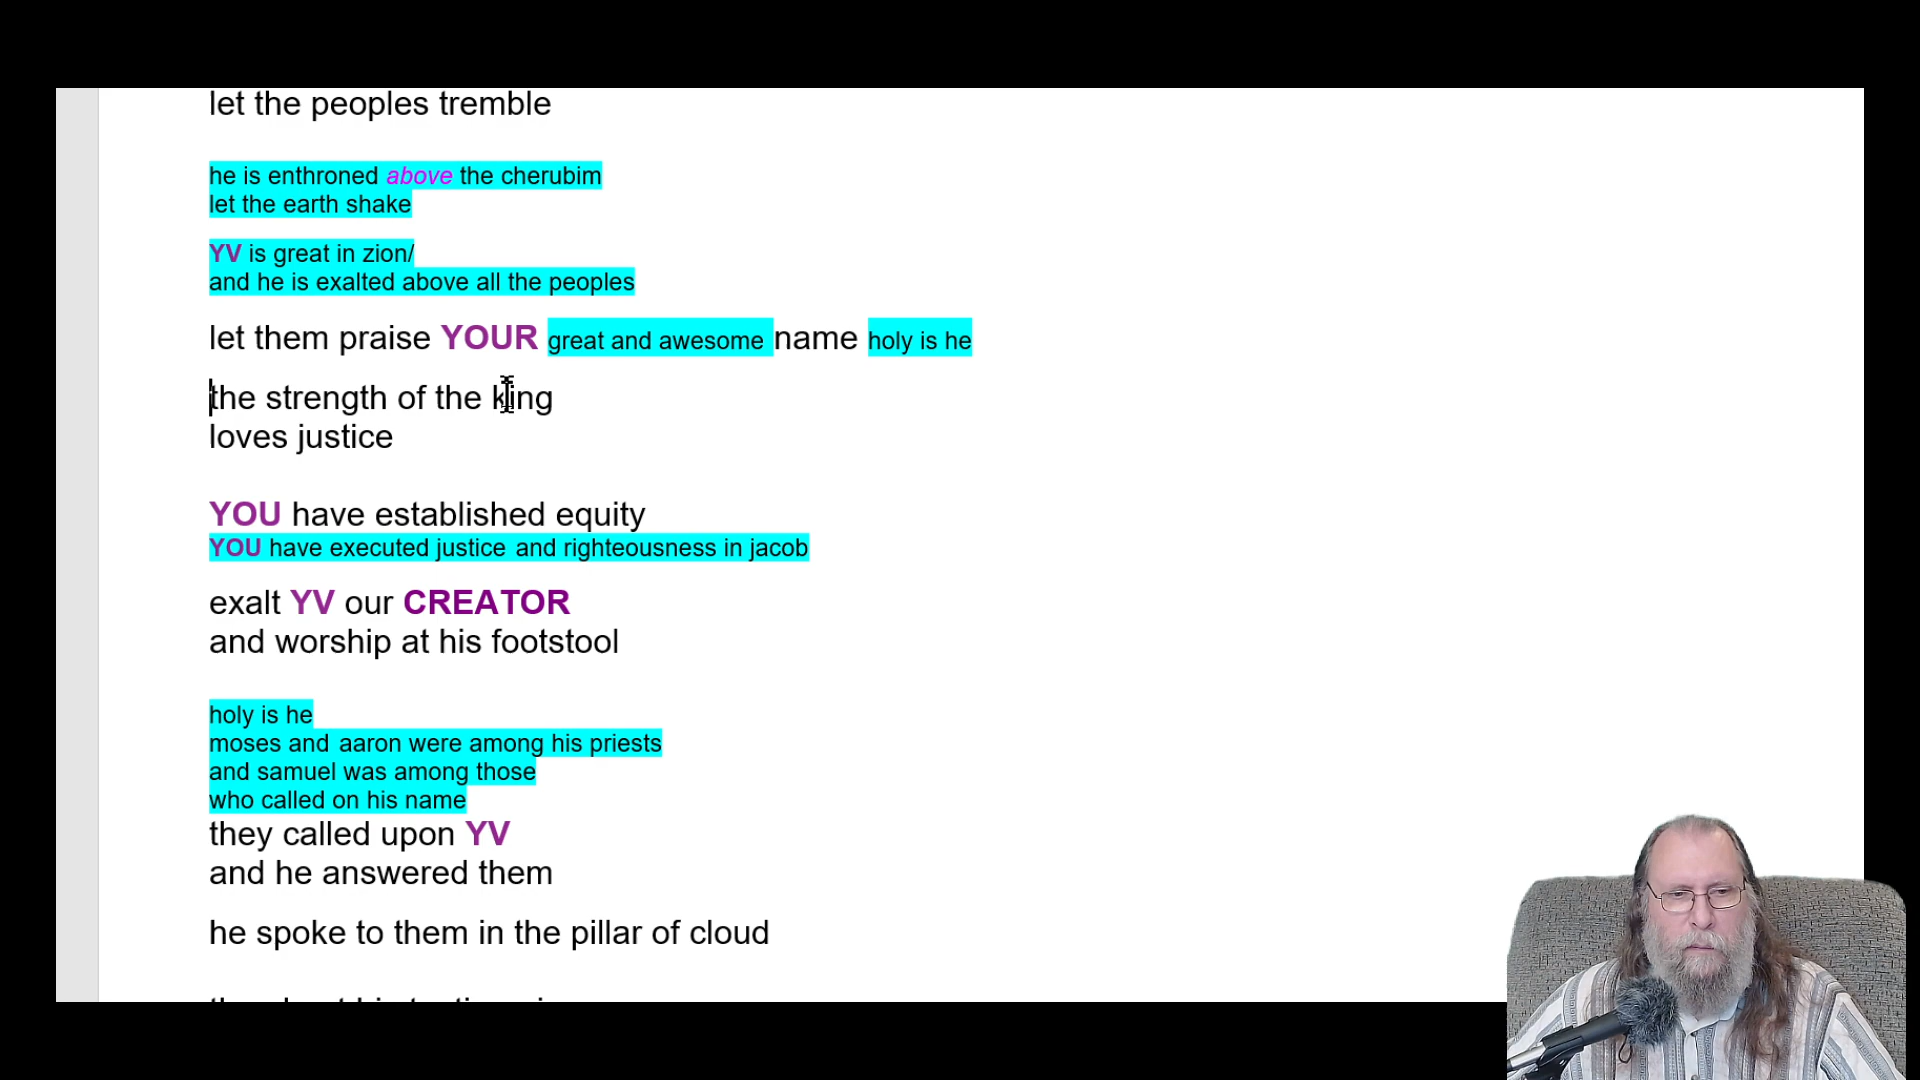 let the peoples tremble
he is enthroned above the cherubim
let the earth shake
YV is great in zion/
and he is exalted above all the peoples
let them praise YOUR great and awesome name holy is he
the strength of the king
loves justice
YOU have established equity
YOU have executed justice and righteousness in jacob
exalt YV our CREATOR
and worship at his footstool
holy is he
moses and aaron were among his priests
and samuel was among those
who called on his name
they called upon YV
and he answered them
he spoke to them in the pillar of cloud